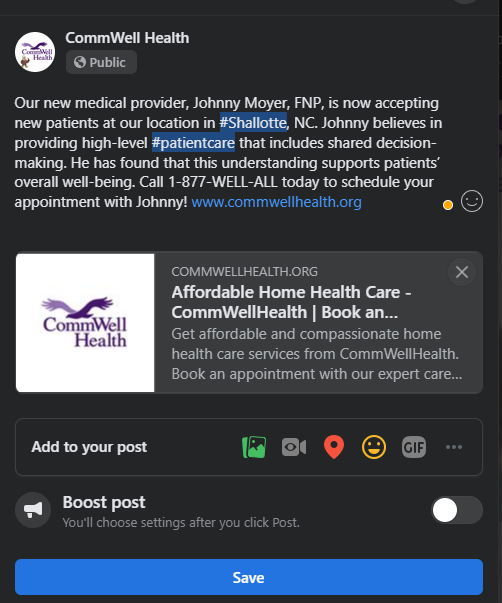 CommWell
Health
CommWell Health
Public
Our new medical provider, Johnny Moyer, FNP, is now accepting
new patients at our location in #Shallotte, NC. Johnny believes in
providing high-level #patientcare that includes shared decision-
making. He has found that this understanding supports patients'
overall well-being. Call 1-877-WELL-ALL today to schedule your
appointment with Johnny! www.commwellhealth.org
CommWell
Health
COMMWELLHEALTH.ORG
Affordable Home Health Care -
CommWellHealth | Book an...
Get affordable and compassionate home
health care services from CommWellHealth.
Book an appointment with our expert care...
Add to your post
GIF
Boost post
You'll choose settings after you click Post.
Save